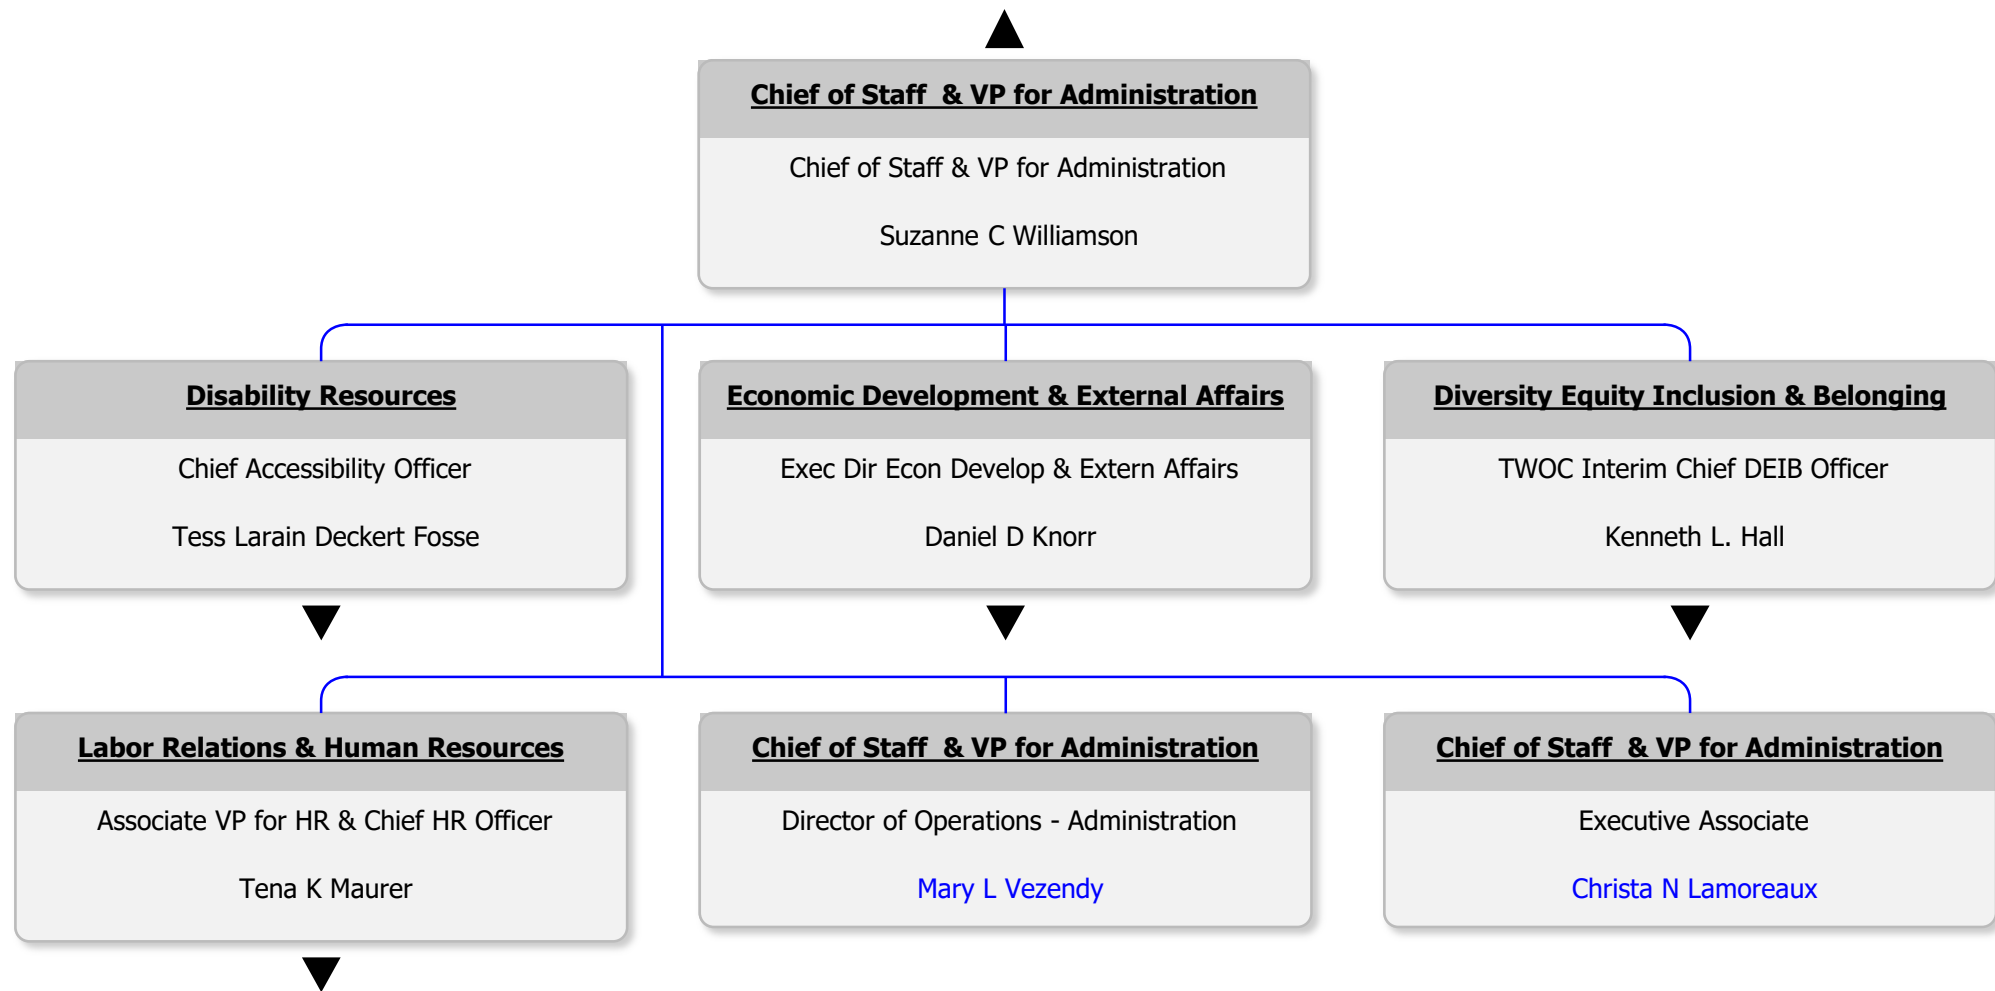 Chief of Staff  & VP for Administration
Chief of Staff & VP for Administration
Suzanne C Williamson
Disability Resources
Chief Accessibility Officer
Tess Larain Deckert Fosse
Economic Development & External Affairs
Exec Dir Econ Develop & Extern Affairs
Daniel D Knorr
Diversity Equity Inclusion & Belonging
TWOC Interim Chief DEIB Officer
Kenneth L. Hall
Labor Relations & Human Resources
Associate VP for HR & Chief HR Officer
Tena K Maurer
Chief of Staff  & VP for Administration
Director of Operations - Administration
Mary L Vezendy
Chief of Staff  & VP for Administration
Executive Associate
Christa N Lamoreaux